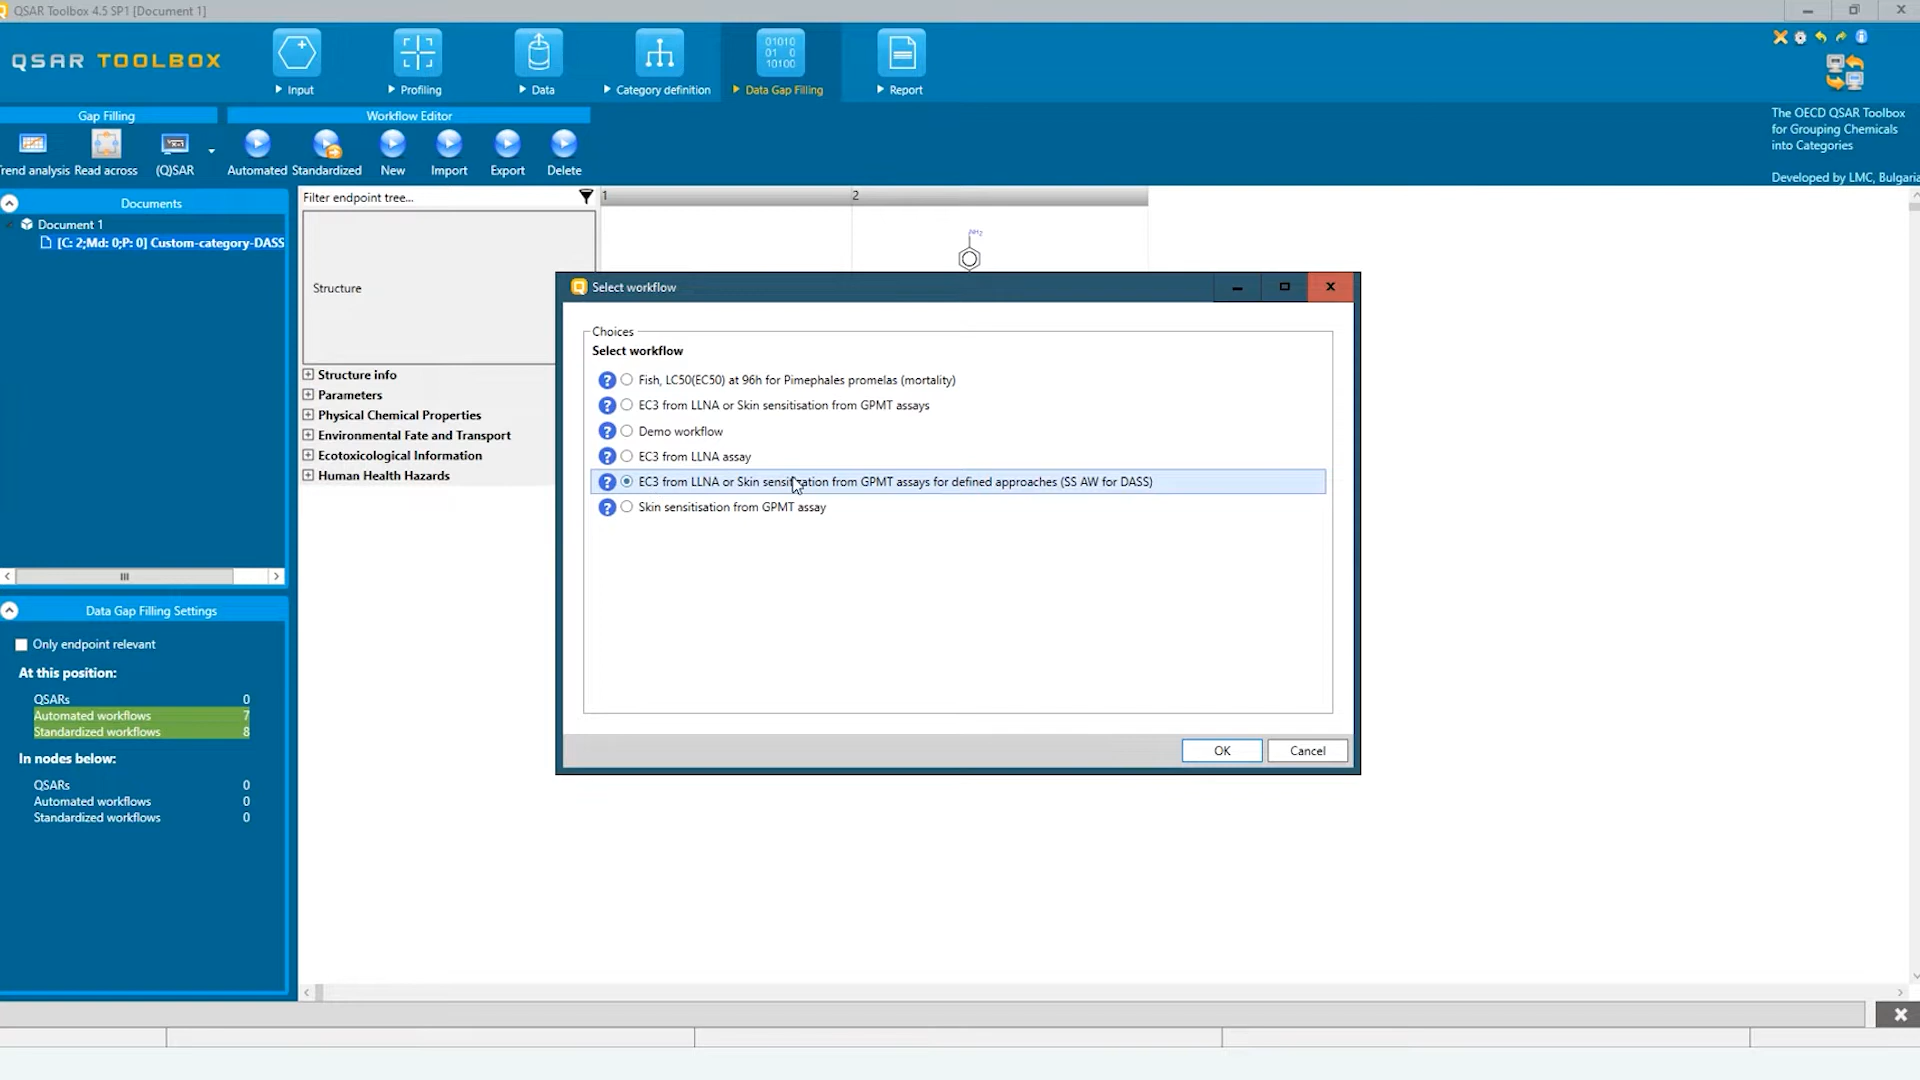 QSAR Toolbox 4.5 SP1 [Document 1]
QSAR TOOLBOX
Input
Profiling
Data
Category definition
01010
01 0
10100
Data Gap Filling
Report
The OECD QSAR Toolbox
for Grouping Chemicals
into Categories
Developed by LMC, Bulgaria
Gap Filling
Workflow Editor
rend analysis
Read across
(Q)SAR
Automated
Standardized
New
Import
Export
Delete
Documents
Document 1
[C: 2;Md: 0;P: 0] Custom-category-DASS
Filter endpoint tree...
1
2
NH2
Structure
Structure info
Parameters
Physical Chemical Properties
Environmental Fate and Transport
Ecotoxicological Information
Human Health Hazards
Data Gap Filling Settings
Only endpoint relevant
At this position:
QSARs 0
Automated workflows 7
Standardized workflows 8
In nodes below:
QSARs 0
Automated workflows 0
Standardized workflows 0
Select workflow
Choices
Select workflow
Fish, LC50(EC50) at 96h for Pimephales promelas (mortality)
EC3 from LLNA or Skin sensitisation from GPMT assays
Demo workflow
EC3 from LLNA assay
EC3 from LLNA or Skin sensitisation from GPMT assays for defined approaches (SS AW for DASS)
Skin sensitisation from GPMT assay
OK
Cancel